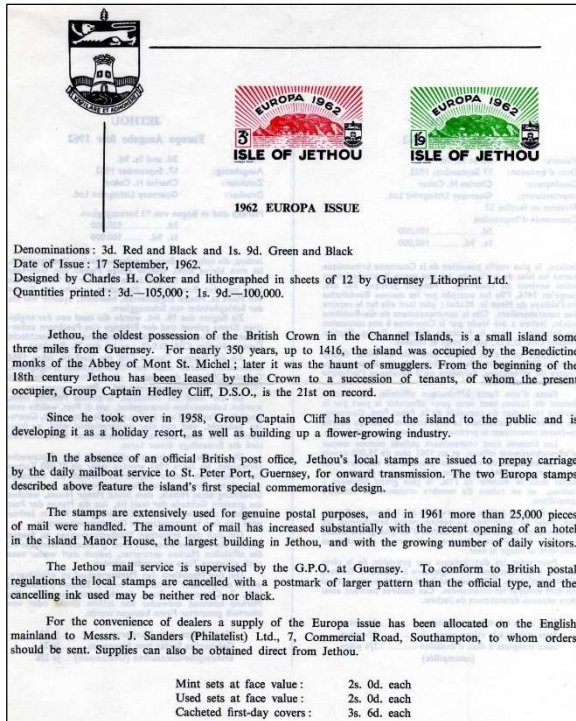 VIGILARE ET ADMONERE
EUROPA 1962 EUROPA 1962
3d 1/9
ISLE OF JETHOU ISLE OF JETHOU
1962 EUROPA ISSUE
Denominations : 3d. Red and Black and 1s. 9d. Green and Black
Date of Issue : 17 September, 1962.
Designed by Charles H. Coker and lithographed in sheets of 12 by Guernsey Lithoprint Ltd.
Quantities printed : 3d.—105,000 ; 1s. 9d.—100,000.
Jethou, the oldest possession of the British Crown in the Channel Islands, is a small island some
three miles from Guernsey. For nearly 350 years, up to 1416, the island was occupied by the Benedictine
monks of the Abbey of Mont St. Michel ; later it was the haunt of smugglers. From the beginning of the
18th century Jethou has been leased by the Crown to a succession of tenants, of whom the present
occupier, Group Captain Hedley Cliff, D.S.O., is the 21st on record.
Since he took over in 1958, Group Captain Cliff has opened the island to the public and is
developing it as a holiday resort, as well as building up a flower-growing industry.
In the absence of an official British post office, Jethou's local stamps are issued to prepay carriage
by the daily mailboat service to St. Peter Port, Guernsey, for onward transmission. The two Europa stamps
described above feature the island's first special commemorative design.
The stamps are extensively used for genuine postal purposes, and in 1961 more than 25,000 pieces
of mail were handled. The amount of mail has increased substantially with the recent opening of an hotel
in the island Manor House, the largest building in Jethou, and with the growing number of daily visitors.
The Jethou mail service is supervised by the G.P.O. at Guernsey. To conform to British postal
regulations the local stamps are cancelled with a postmark of larger pattern than the official type, and the
cancelling ink used may be neither red nor black.
For the convenience of dealers a supply of the Europa issue has been allocated on the English
mainland to Messrs. J. Sanders (Philatelist) Ltd., 7, Commercial Road, Southampton, to whom orders
should be sent. Supplies can also be obtained direct from Jethou.
Mint sets at face value : 2s. 0d. each
Used sets at face value : 2s. 0d. each
Cacheted first-day covers : 3s. 6d. each